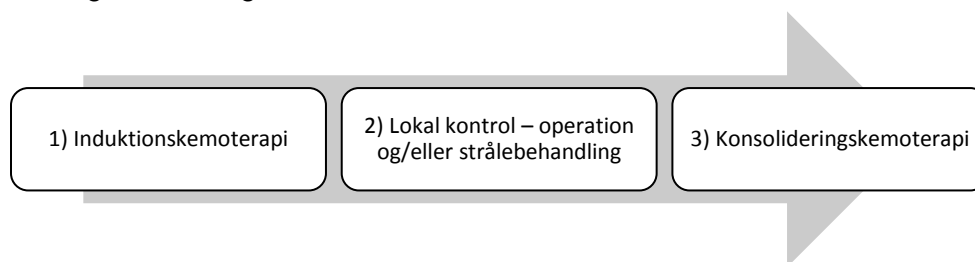 1) Induktionskemoterapi
2) Lokal kontrol – operation
og/eller strålebehandling
3) Konsolideringskemoterapi